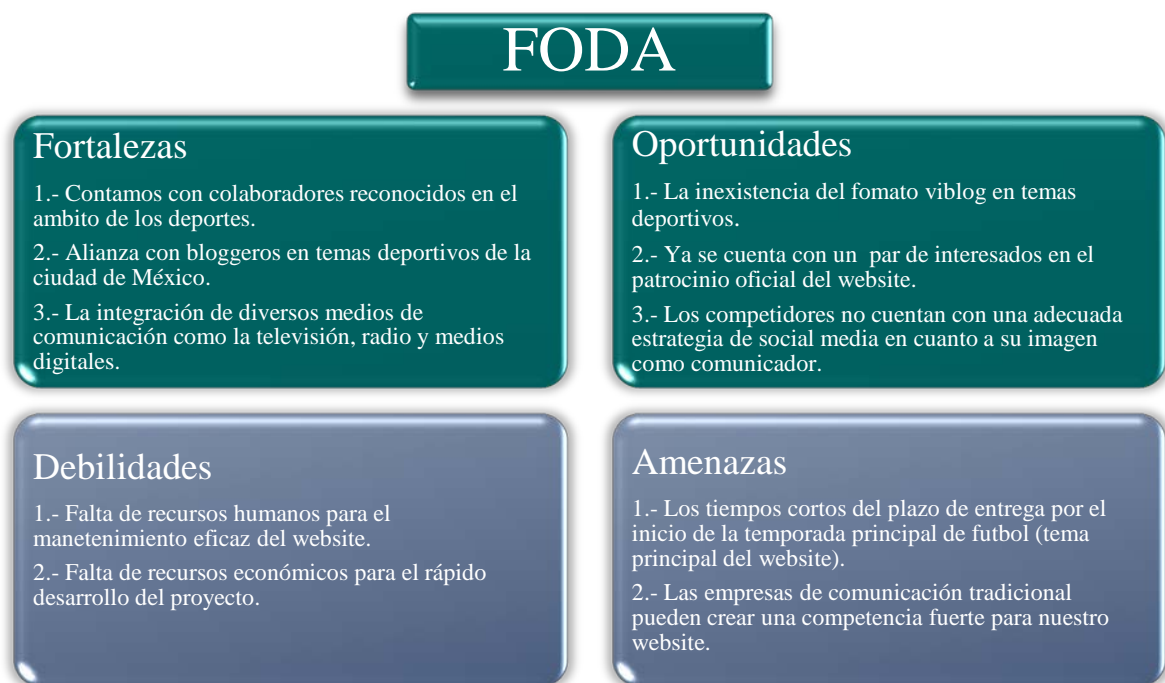 FODA
Fortalezas
1.- Contamos con colaboradores reconocidos en el
ambito de los deportes.
2.- Alianza con bloggeros en temas deportivos de la
ciudad de México.
3.- La integración de diversos medios de
comunicación como la televisión, radio y medios
digitales.
Oportunidades
1.- La inexistencia del fomato viblog en temas
deportivos.
2.- Ya se cuenta con un par de interesados en el
patrocinio oficial del website.
3.- Los competidores no cuentan con una adecuada
estrategia de social media en cuanto a su imagen
como comunicador.
Debilidades
1.- Falta de recursos humanos para el
manetenimiento eficaz del website.
2.- Falta de recursos económicos para el rápido
desarrollo del proyecto.
Amenazas
1.- Los tiempos cortos del plazo de entrega por el
inicio de la temporada principal de futbol (tema
principal del website).
2.- Las empresas de comunicación tradicional
pueden crear una competencia fuerte para nuestro
website.